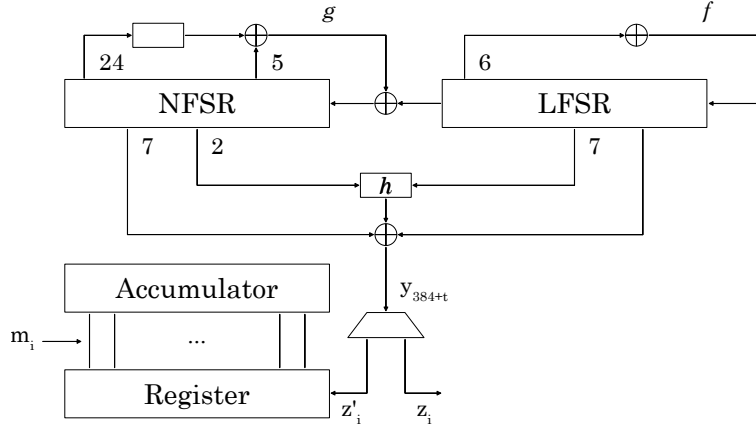 g
f
24
5
6
NFSR
LFSR
7
2
7
h
Accumulator
y384+t
mi
...
Register
z'i
zi